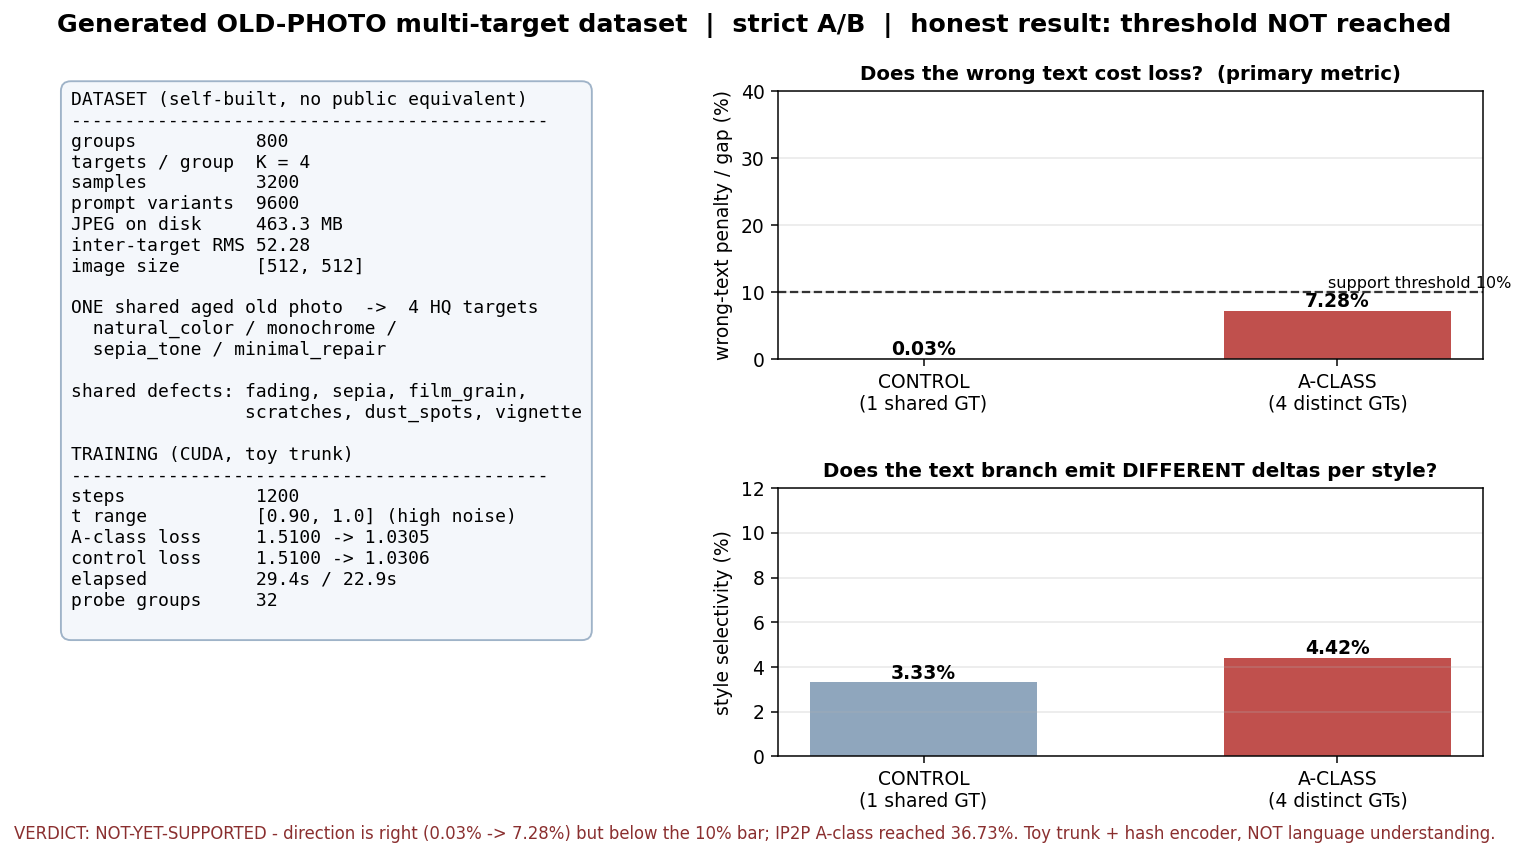 Generated OLD-PHOTO multi-target dataset | strict A/B | honest result: threshold NOT reached
DATASET (self-built, no public equivalent)
--------------------------------------------
groups 800
targets / group K = 4
samples 3200
prompt variants 9600
JPEG on disk 463.3 MB
inter-target RMS 52.28
image size [512, 512]
ONE shared aged old photo -> 4 HQ targets
natural_color / monochrome /
sepia_tone / minimal_repair
shared defects: fading, sepia, film_grain,
scratches, dust_spots, vignette
TRAINING (CUDA, toy trunk)
--------------------------------------------
steps 1200
t range [0.90, 1.0] (high noise)
A-class loss 1.5100 -> 1.0305
control loss 1.5100 -> 1.0306
elapsed 29.4s / 22.9s
probe groups 32
Does the wrong text cost loss? (primary metric)
wrong-text penalty / gap (%)
40
30
20
10
0
support threshold 10%
0.03%
7.28%
CONTROL
(1 shared GT)
A-CLASS
(4 distinct GTs)
Does the text branch emit DIFFERENT deltas per style?
style selectivity (%)
12
10
8
6
4
2
0
3.33%
4.42%
CONTROL
(1 shared GT)
A-CLASS
(4 distinct GTs)
VERDICT: NOT-YET-SUPPORTED - direction is right (0.03% -> 7.28%) but below the 10% bar; IP2P A-class reached 36.73%. Toy trunk + hash encoder, NOT language understanding.